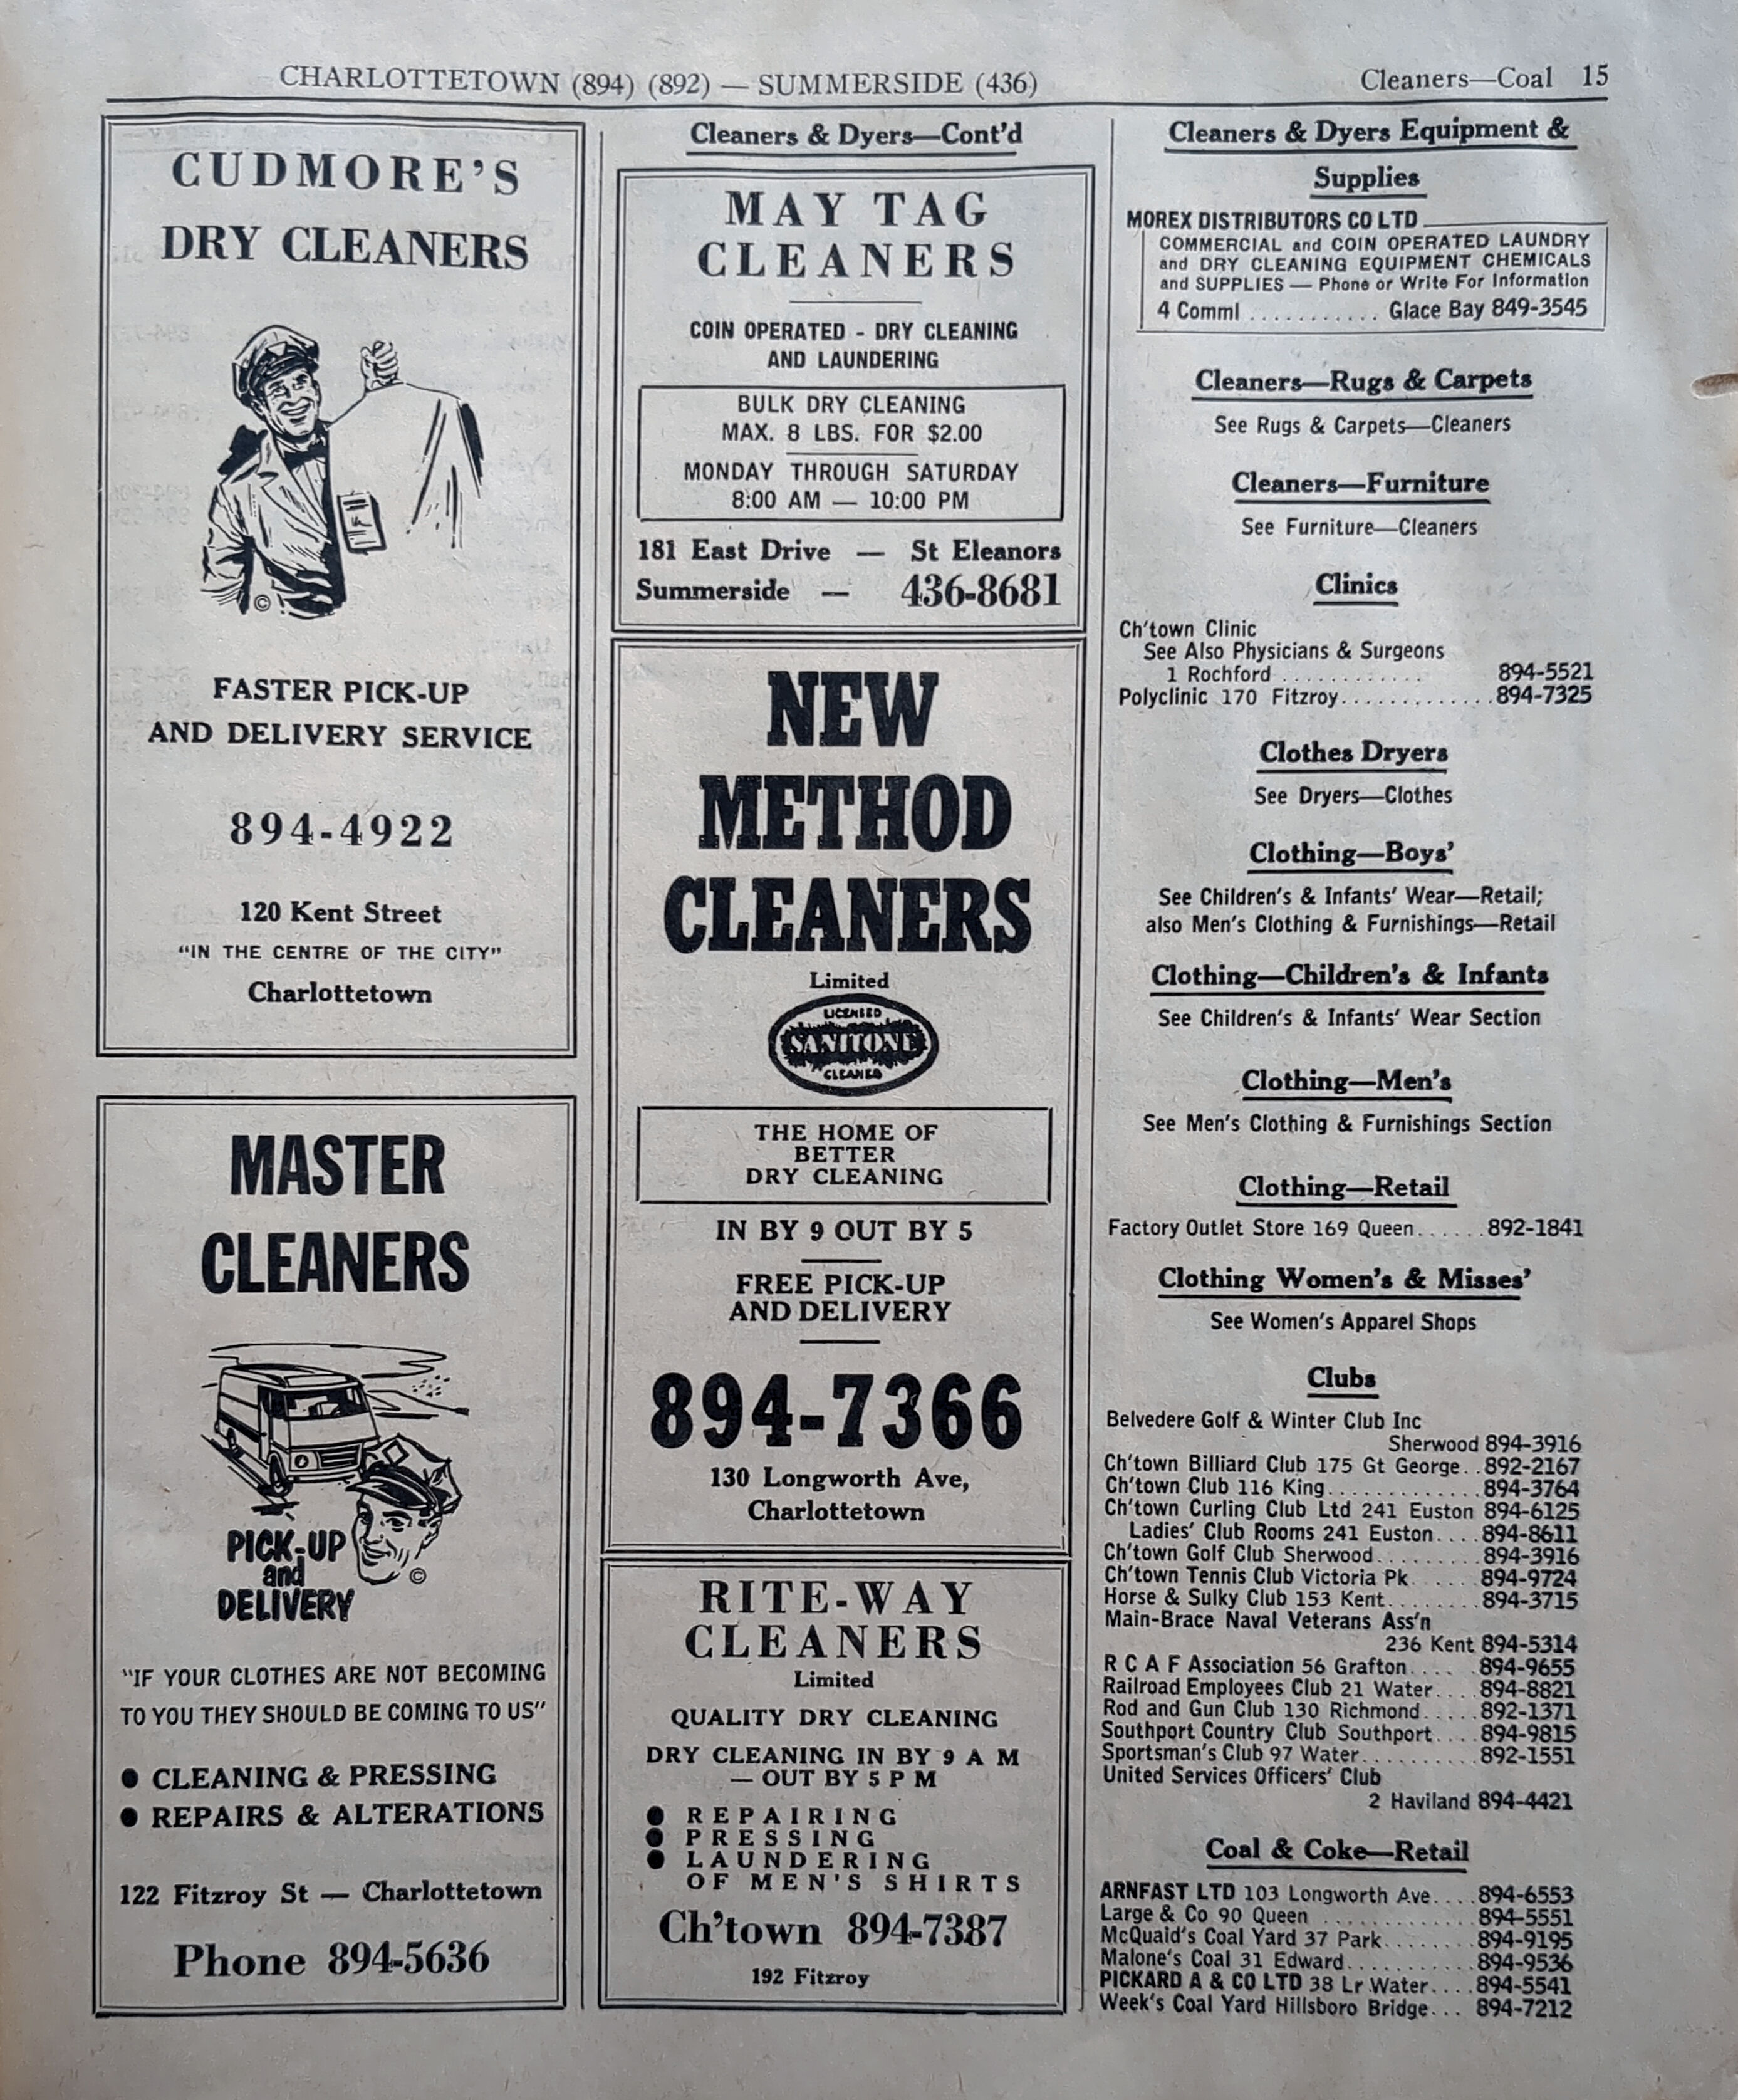 CHARLOTTETOWN (894) (892) — SUMMERSIDE (436)
Cleaners—Coal 15
CUDMORE'S
DRY CLEANERS
©
FASTER PICK-UP
AND DELIVERY SERVICE
894-4922
120 Kent Street
"IN THE CENTRE OF THE CITY"
Charlottetown
MASTER
CLEANERS
PICK-UP
and
DELIVERY
©
"IF YOUR CLOTHES ARE NOT BECOMING
TO YOU THEY SHOULD BE COMING TO US"
● CLEANING & PRESSING
● REPAIRS & ALTERATIONS
122 Fitzroy St — Charlottetown
Phone 894-5636
Cleaners & Dyers—Cont'd
MAY TAG
CLEANERS
COIN OPERATED - DRY CLEANING
AND LAUNDERING
BULK DRY CLEANING
MAX. 8 LBS. FOR $2.00
MONDAY THROUGH SATURDAY
8:00 AM — 10:00 PM
181 East Drive — St Eleanors
Summerside — 436-8681
NEW
METHOD
CLEANERS
Limited
LICENSED
SANITONE
CLEANER
THE HOME OF
BETTER
DRY CLEANING
IN BY 9 OUT BY 5
FREE PICK-UP
AND DELIVERY
894-7366
130 Longworth Ave,
Charlottetown
RITE-WAY
CLEANERS
Limited
QUALITY DRY CLEANING
DRY CLEANING IN BY 9 A M
— OUT BY 5 P M
● REPAIRING
● PRESSING
● LAUNDERING
OF MEN'S SHIRTS
Ch'town 894-7387
192 Fitzroy
Cleaners & Dyers Equipment &
Supplies
MOREX DISTRIBUTORS CO LTD
COMMERCIAL and COIN OPERATED LAUNDRY
and DRY CLEANING EQUIPMENT CHEMICALS
and SUPPLIES — Phone or Write For Information
4 Comml ........... Glace Bay 849-3545
Cleaners—Rugs & Carpets
See Rugs & Carpets—Cleaners
Cleaners—Furniture
See Furniture—Cleaners
Clinics
Ch'town Clinic
See Also Physicians & Surgeons
1 Rochford ............ 894-5521
Polyclinic 170 Fitzroy.............894-7325
Clothes Dryers
See Dryers—Clothes
Clothing—Boys'
See Children's & Infants' Wear—Retail;
also Men's Clothing & Furnishings—Retail
Clothing—Children's & Infants
See Children's & Infants' Wear Section
Clothing—Men's
See Men's Clothing & Furnishings Section
Clothing—Retail
Factory Outlet Store 169 Queen......892-1841
Clothing Women's & Misses'
See Women's Apparel Shops
Clubs
Belvedere Golf & Winter Club Inc
Sherwood 894-3916
Ch'town Billiard Club 175 Gt George..892-2167
Ch'town Club 116 King.............894-3764
Ch'town Curling Club Ltd 241 Euston 894-6125
Ladies' Club Rooms 241 Euston....894-8611
Ch'town Golf Club Sherwood.........894-3916
Ch'town Tennis Club Victoria Pk......894-9724
Horse & Sulky Club 153 Kent........894-3715
Main-Brace Naval Veterans Ass'n
236 Kent 894-5314
R C A F Association 56 Grafton.... .894-9655
Railroad Employees Club 21 Water....894-8821
Rod and Gun Club 130 Richmond.....892-1371
Southport Country Club Southport....894-9815
Sportsman's Club 97 Water..........892-1551
United Services Officers' Club
2 Haviland 894-4421
Coal & Coke—Retail
ARNFAST LTD 103 Longworth Ave....894-6553
Large & Co 90 Queen .............894-5551
McQuaid's Coal Yard 37 Park........894-9195
Malone's Coal 31 Edward...........894-9536
PICKARD A & CO LTD 38 Lr Water....894-5541
Week's Coal Yard Hillsboro Bridge... 894-7212